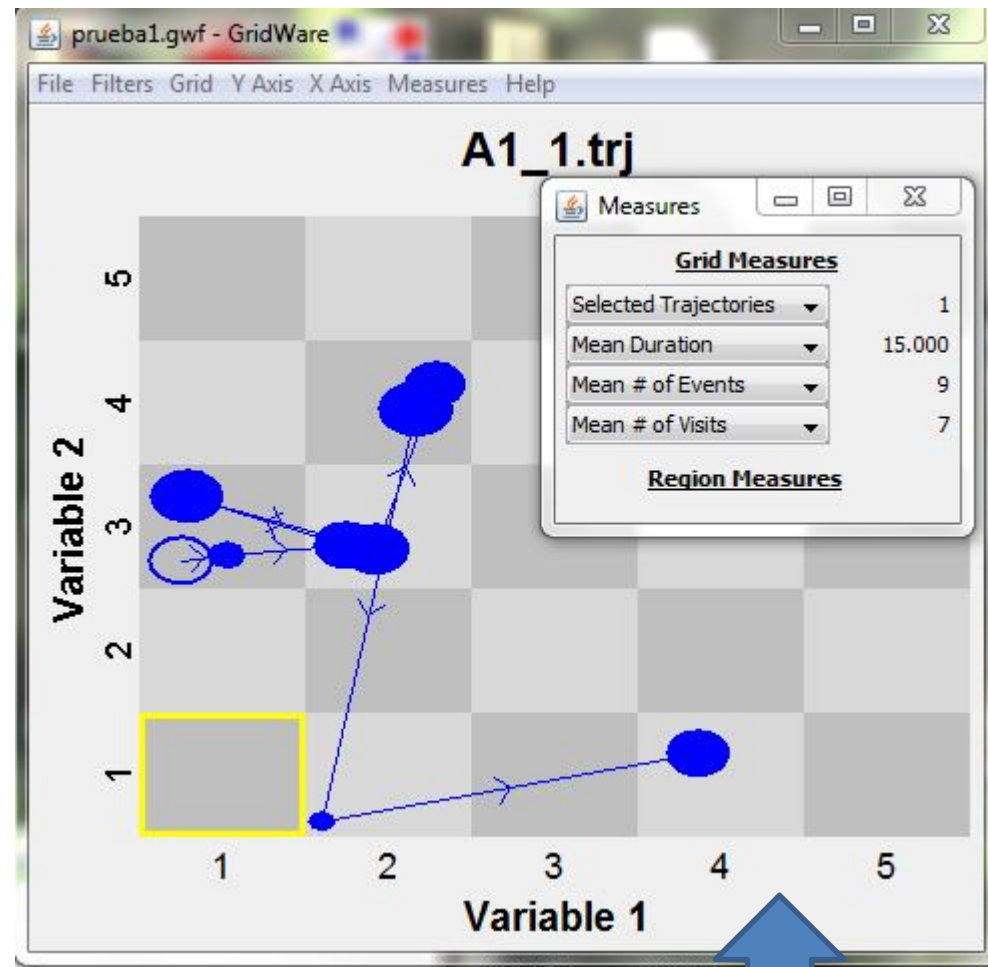 prueba1.gwf - GridWare
File Filters Grid Y Axis X Axis Measures Help
A1_1.trj
Measures
Grid Measures
Selected Trajectories 1
Mean Duration 15.000
Mean # of Events 9
Mean # of Visits 7
Region Measures
Variable 2
5
4
3
2
1
1 2 3 4 5
Variable 1